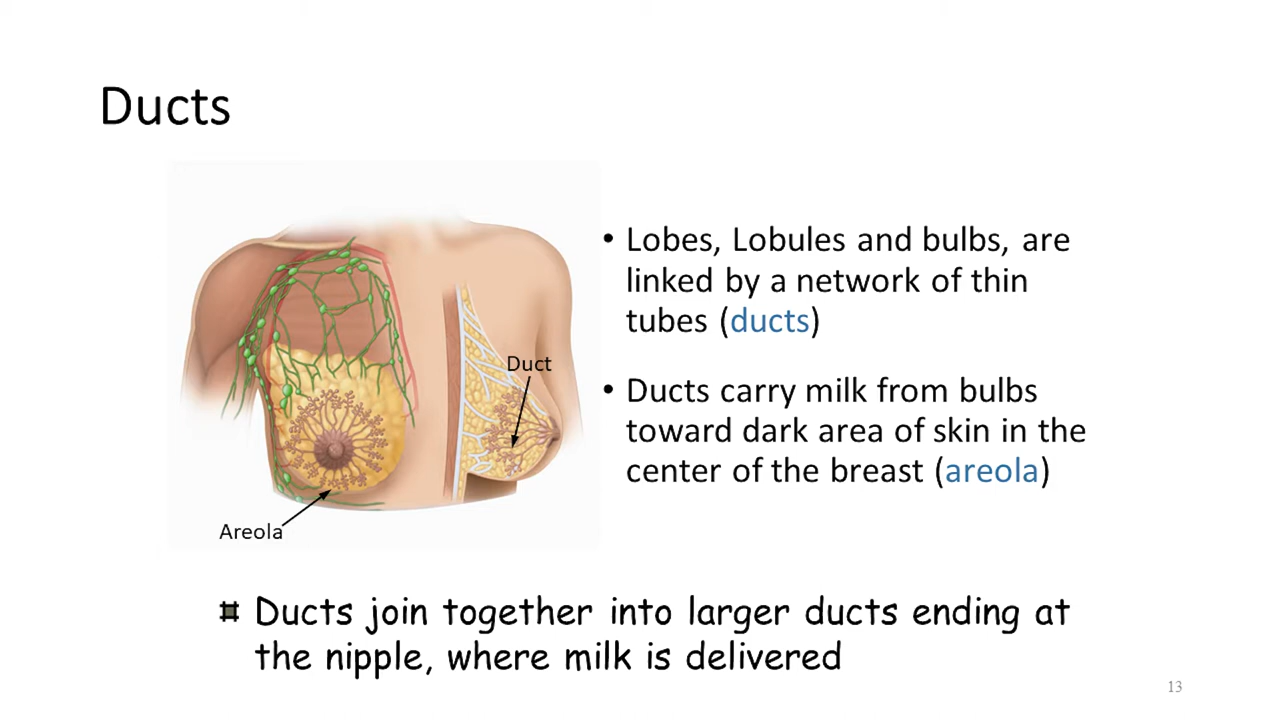 Ducts
• Lobes, Lobules and bulbs, are
linked by a network of thin
tubes (ducts)
Duct
• Ducts carry milk from bulbs
toward dark area of skin in the
center of the breast (areola)
Areola
Ducts join together into larger ducts ending at
the nipple, where milk is delivered
13